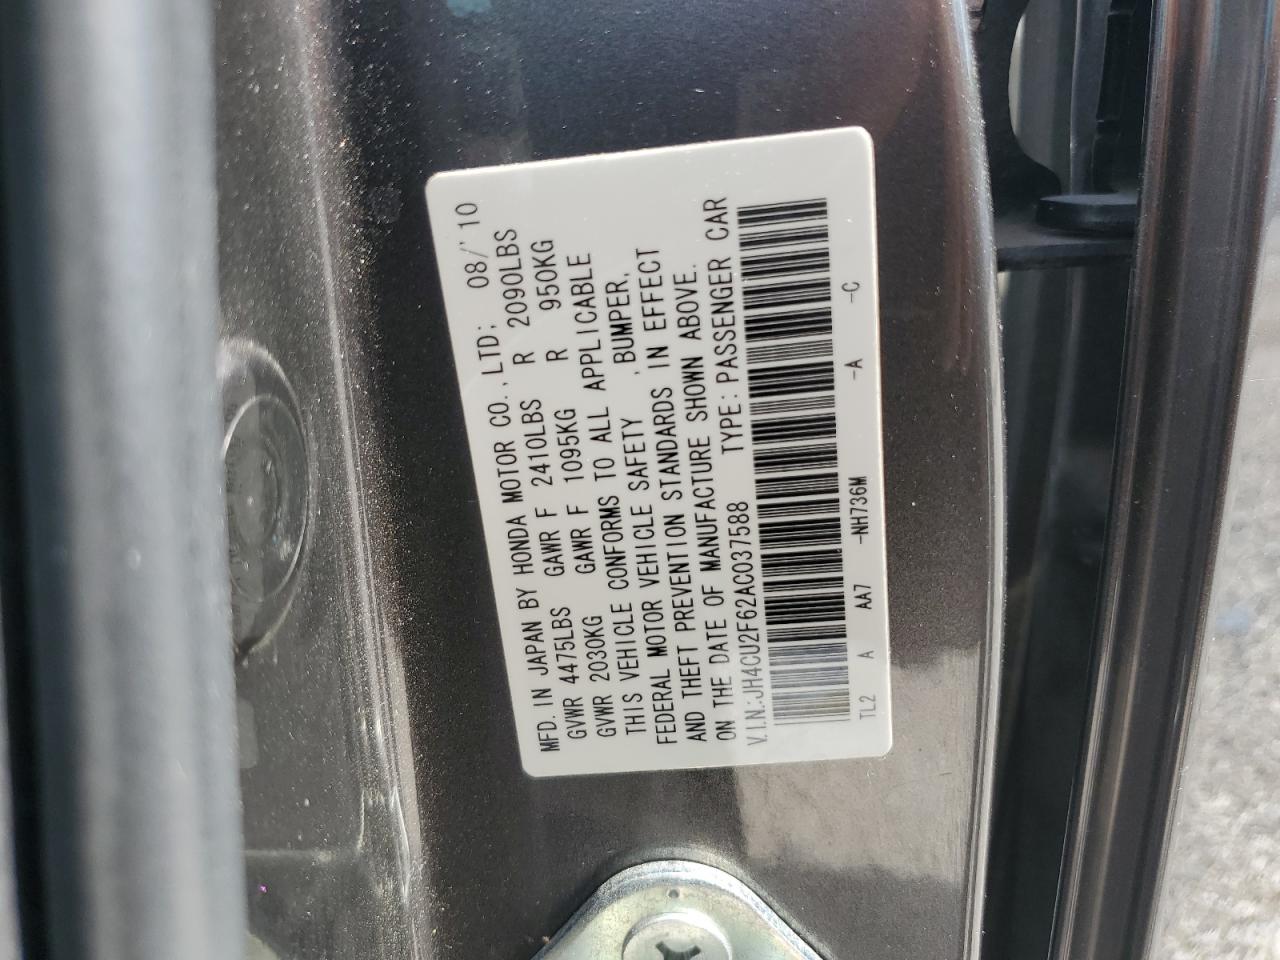 MFD. IN JAPAN BY HONDA MOTOR CO., LTD; 08/'10
GVWR 4475LBS GAWR F 2410LBS R 2090LBS
GVWR 2030KG GAWR F 1095KG R 950KG
THIS VEHICLE CONFORMS TO ALL APPLICABLE
FEDERAL MOTOR VEHICLE SAFETY , BUMPER,
AND THEFT PREVENTION STANDARDS IN EFFECT
ON THE DATE OF MANUFACTURE SHOWN ABOVE.
V.I.N.:JH4CU2F62AC037588 TYPE: PASSENGER CAR
TL2 A AA7 -NH736M -A -C